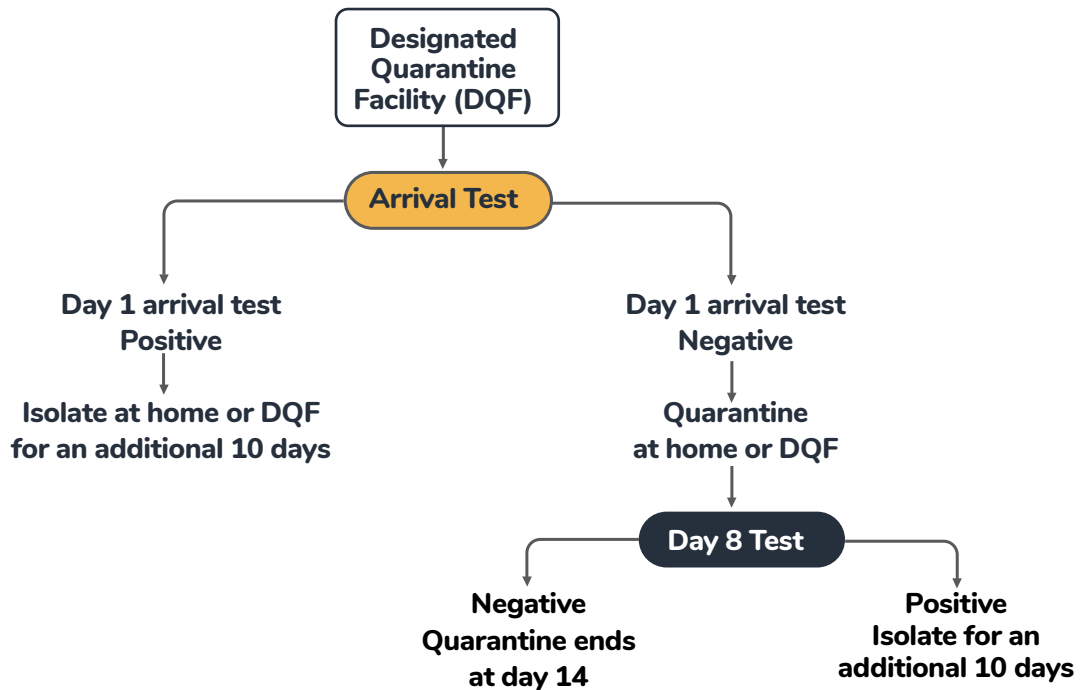 Designated
Quarantine
Facility (DQF)
Arrival Test
Day 1 arrival test
Positive
Isolate at home or DQF
for an additional 10 days
Day 1 arrival test
Negative
Quarantine
at home or DQF
Day 8 Test
Negative
Quarantine ends
at day 14
Positive
Isolate for an
additional 10 days